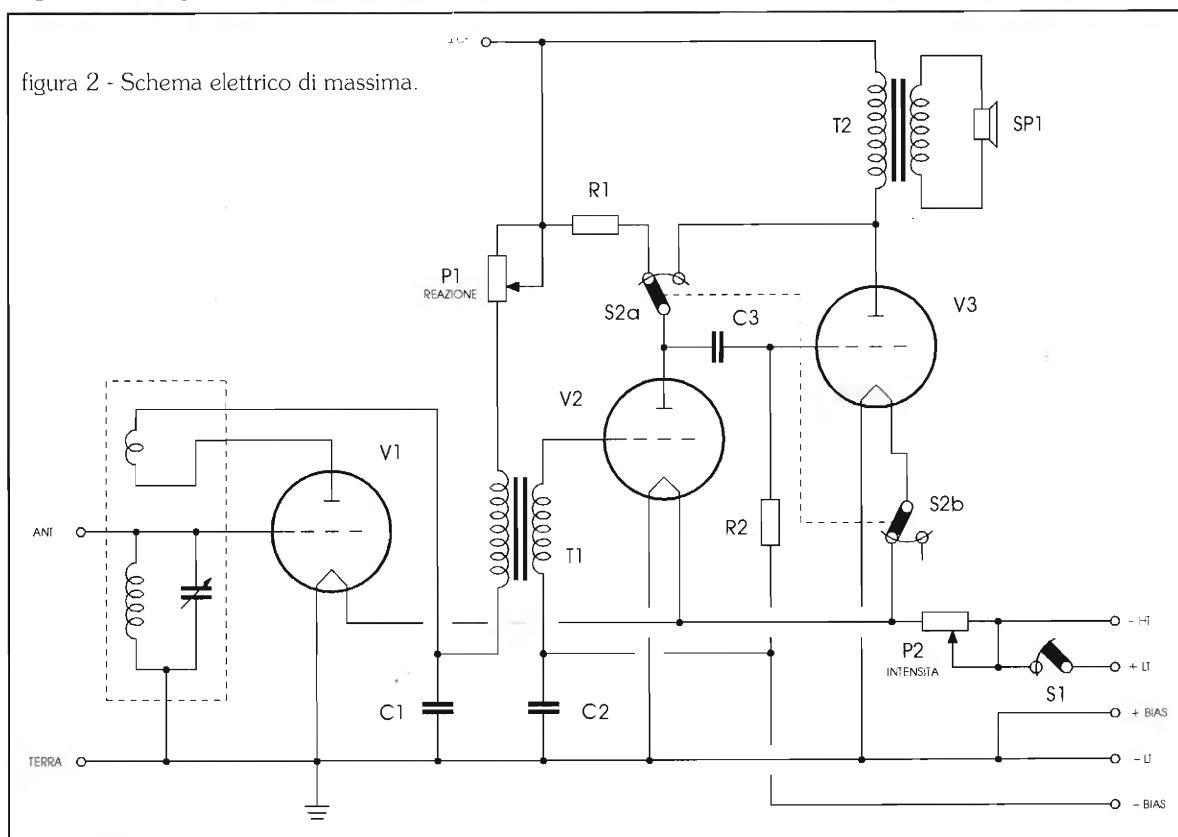 figura 2 - Schema elettrico di massima.
T2
SP1
R1
P1
REAZIONE
S2a
C3
V3
V2
V1
S2b
ANT
R2
T1
- HT
P2
INTENSITA
+ LT
S1
C1
C2
+ BIAS
TERRA
- LT
- BIAS